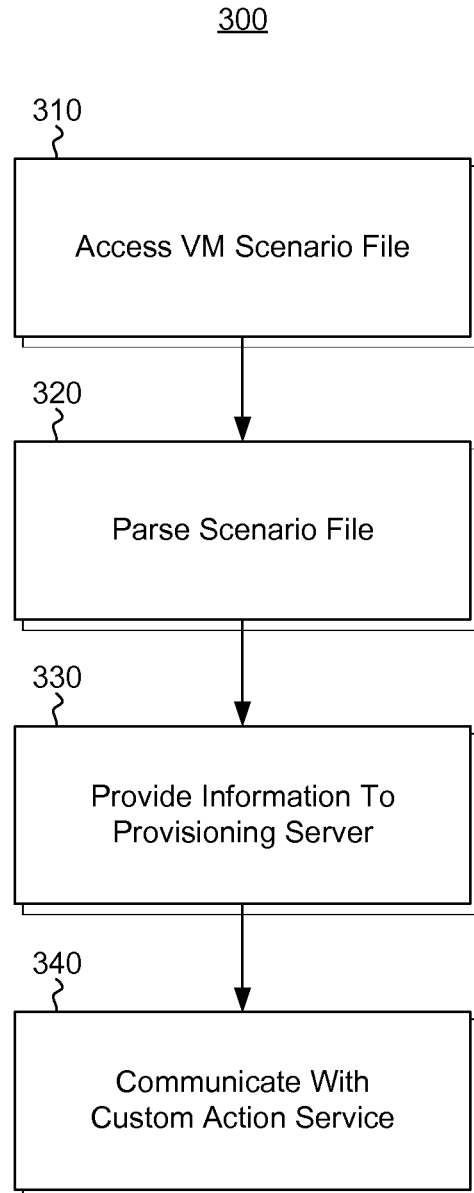 300
310
Access VM Scenario File
320
Parse Scenario File
330
Provide Information To
Provisioning Server
340
Communicate With
Custom Action Service